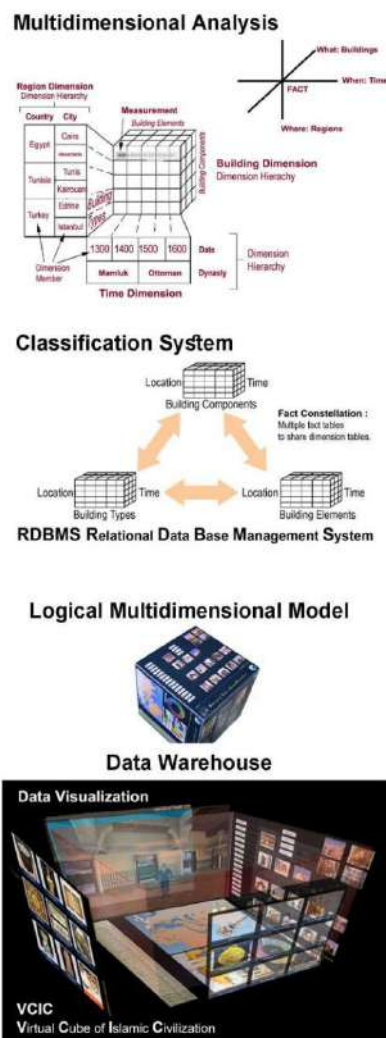 Multidimensional Analysis
What: Buildings
When: Time
FACT
Where: Regions
Region Dimension
Dimension Hierarchy
Country City
Measurement
Building Elements
Egypt
Cairo
Tunisia
Tunis
Kairouan
Turkey
Edirne
Istanbul
Building Types
Building Components
Building Dimension
Dimension Hierachy
Dimension
Member
1300 1400 1500 1600 Date
Mamluk Ottoman Dynasty
Dimension
Hierarchy
Time Dimension
Classification System
Location Time
Building Components
Fact Constellation :
Multiple fact tables
to share dimension tables.
Location Time
Building Types
Location Time
Building Elements
RDBMS Relational Data Base Management System
Logical Multidimensional Model
Data Warehouse
Data Visualization
VCIC
Virtual Cube of Islamic Civilization